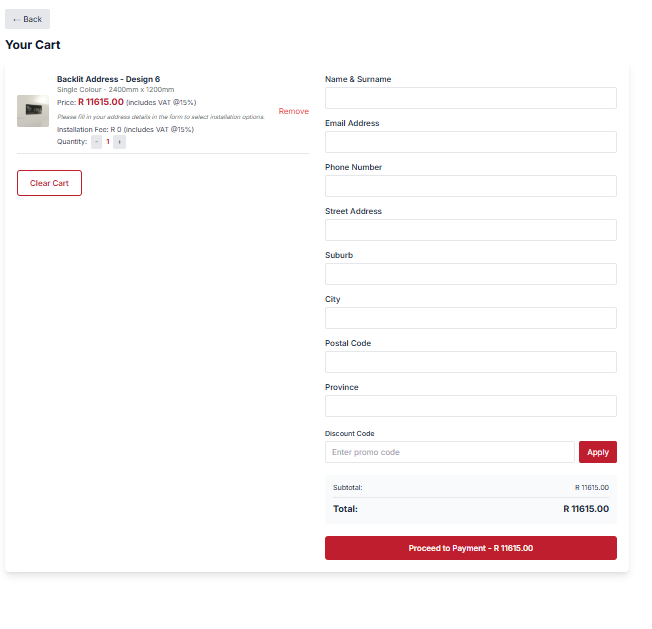 ← Back
Your Cart
Backlit Address - Design 6
Single Colour - 2400mm x 1200mm
Price: R 11615.00 (includes VAT @15%)
Please fill in your address details in the form to select installation options.
Installation Fee: R 0 (includes VAT @15%)
Quantity: - 1 +
Remove
Clear Cart
Name & Surname
Email Address
Phone Number
Street Address
Suburb
City
Postal Code
Province
Discount Code
Enter promo code
Apply
Subtotal: R 11615.00
Total: R 11615.00
Proceed to Payment - R 11615.00